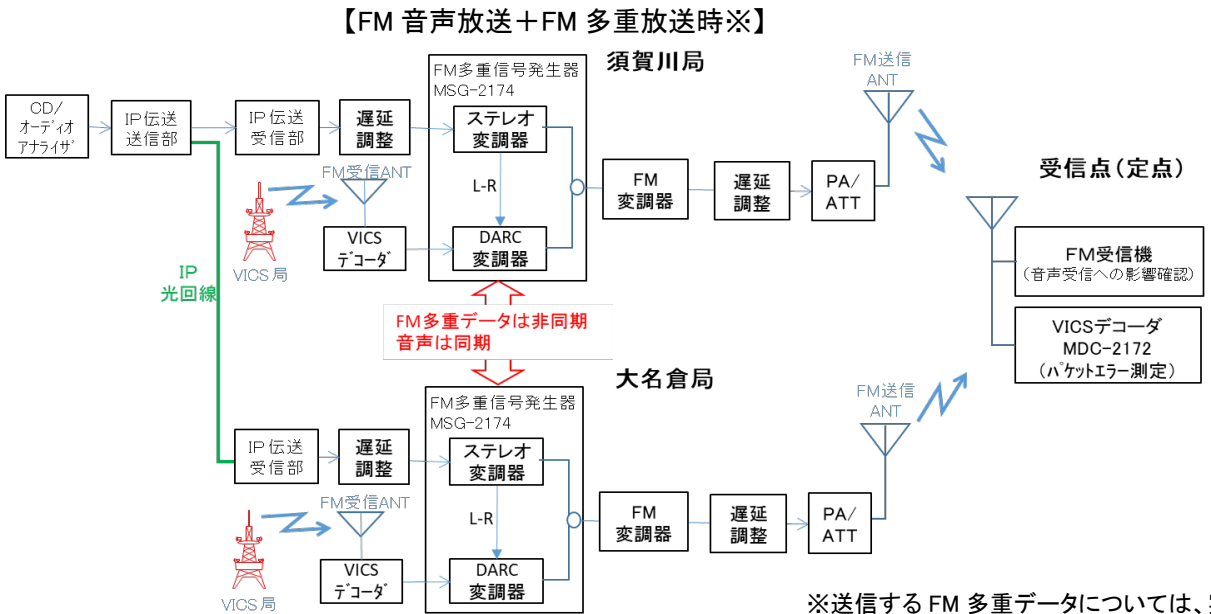 【FM 音声放送+FM 多重放送時※】
須賀川局
FM送信
ANT
FM多重信号発生器
MSG-2174
CD/
オーディオ
アナライザ
IP伝送
送信部
IP伝送
受信部
遅延
調整
ステレオ
変調器
L-R
FM受信ANT
VICS局
VICS
デコーダ
DARC
変調器
FM
変調器
遅延
調整
PA/
ATT
受信点(定点)
FM受信機
(音声受信への影響確認)
VICSデコーダ
MDC-2172
(パケットエラー測定)
IP
光回線
FM多重データは非同期
音声は同期
大名倉局
FM送信
ANT
FM多重信号発生器
MSG-2174
IP伝送
受信部
遅延
調整
ステレオ
変調器
L-R
FM受信ANT
VICS局
VICS
デコーダ
DARC
変調器
FM
変調器
遅延
調整
PA/
ATT
※送信する FM 多重データについては、